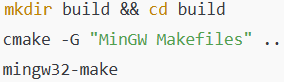 mkdir build && cd build
cmake -G "MinGW Makefiles" ..
mingw32-make